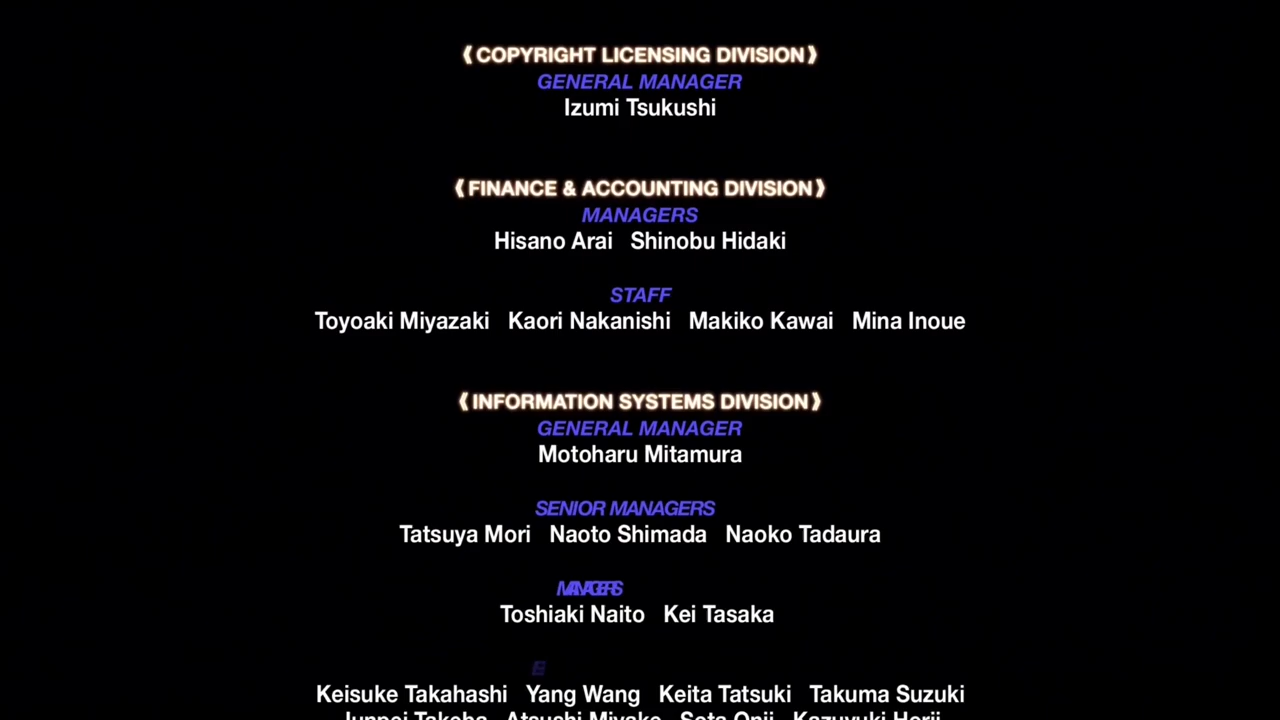 ⟪COPYRIGHT LICENSING DIVISION⟫
GENERAL MANAGER
Izumi Tsukushi
⟪FINANCE & ACCOUNTING DIVISION⟫
MANAGERS
Hisano Arai Shinobu Hidaki
STAFF
Toyoaki Miyazaki Kaori Nakanishi Makiko Kawai Mina Inoue
⟪INFORMATION SYSTEMS DIVISION⟫
GENERAL MANAGER
Motoharu Mitamura
SENIOR MANAGERS
Tatsuya Mori Naoto Shimada Naoko Tadaura
MANAGERS
Toshiaki Naito Kei Tasaka
Keisuke Takahashi Yang Wang Keita Tatsuki Takuma Suzuki
Atsushi Miyake